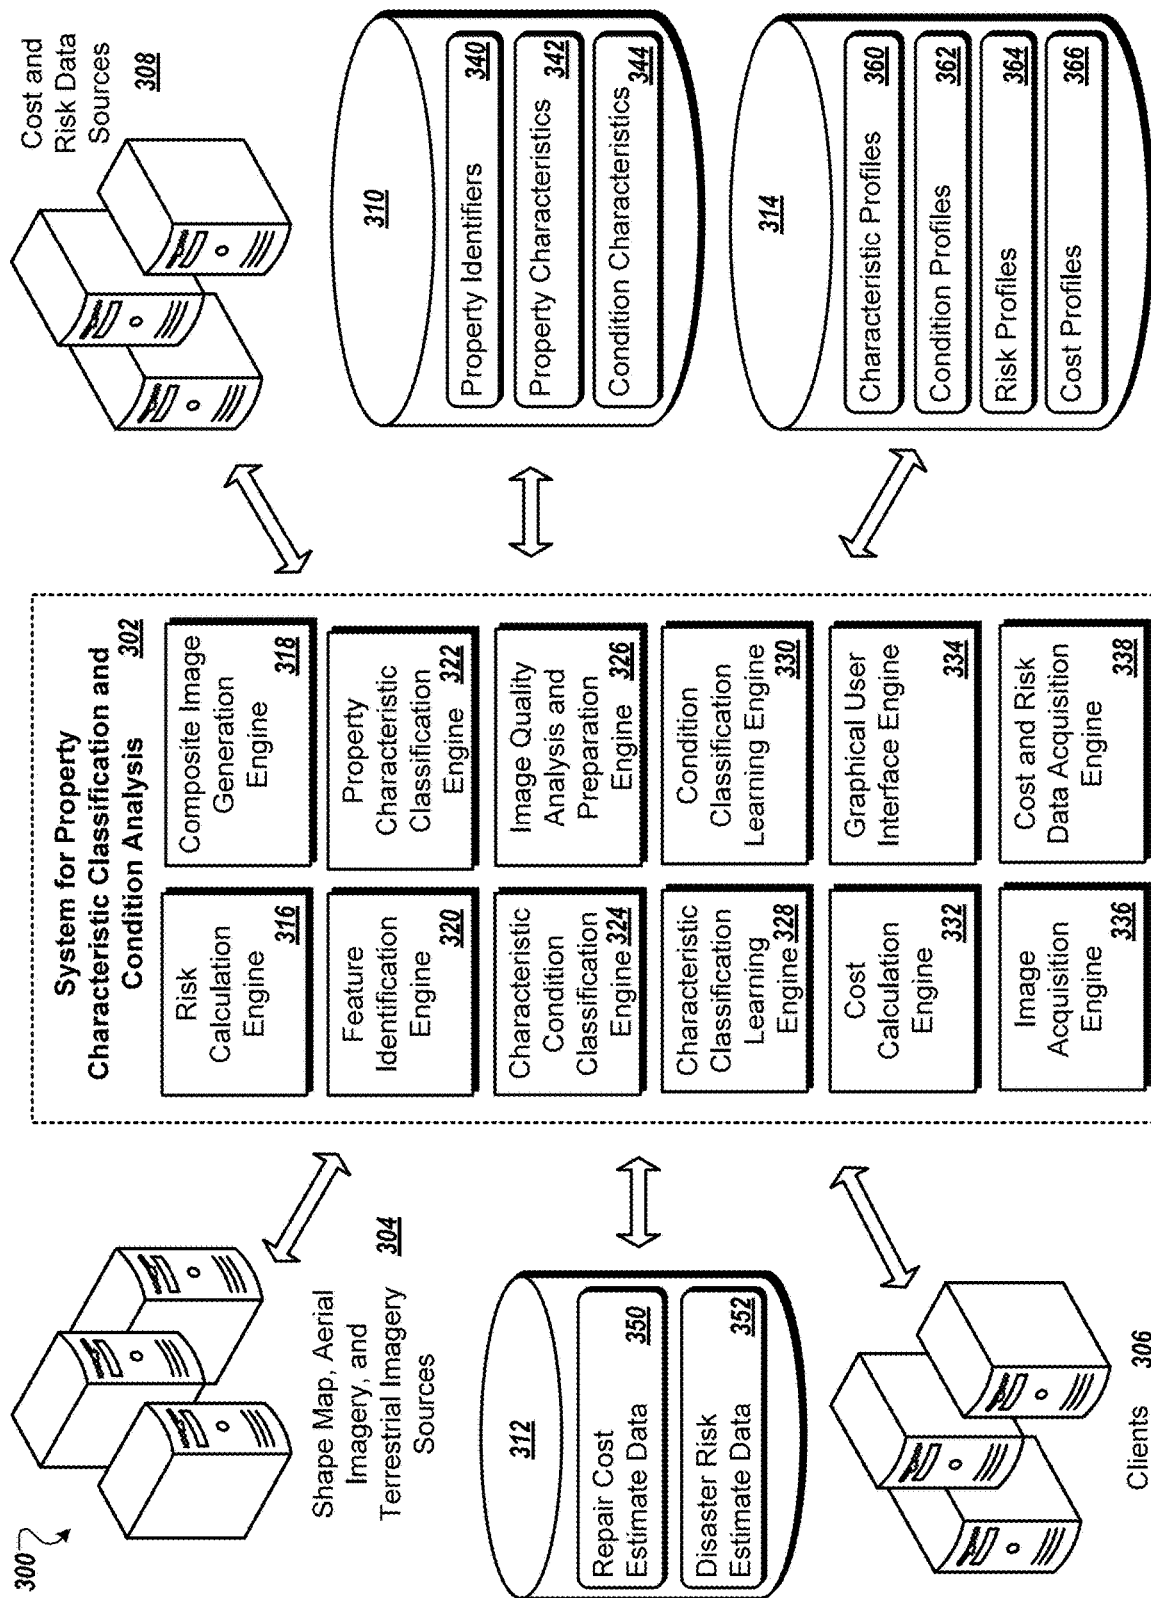 300
Shape Map, Aerial
Imagery, and
Terrestrial Imagery
Sources
304
312
Repair Cost
Estimate Data
350
Disaster Risk
Estimate Data
352
Clients
306
System for Property
Characteristic Classification and
Condition Analysis
302
Risk
Calculation
Engine
316
Composite Image
Generation
Engine
318
Feature
Identification
Engine
320
Property
Characteristic
Classification
Engine
322
Characteristic
Condition
Classification
Engine
324
Image Quality
Analysis and
Preparation
Engine
326
Characteristic
Classification
Learning
Engine
328
Condition
Classification
Learning Engine
330
Cost
Calculation
Engine
332
Graphical User
Interface Engine
334
Image
Acquisition
Engine
336
Cost and Risk
Data Acquisition
Engine
338
Cost and
Risk Data
Sources
308
310
Property Identifiers
340
Property Characteristics
342
Condition Characteristics
344
314
Characteristic Profiles
360
Condition Profiles
362
Risk Profiles
364
Cost Profiles
366